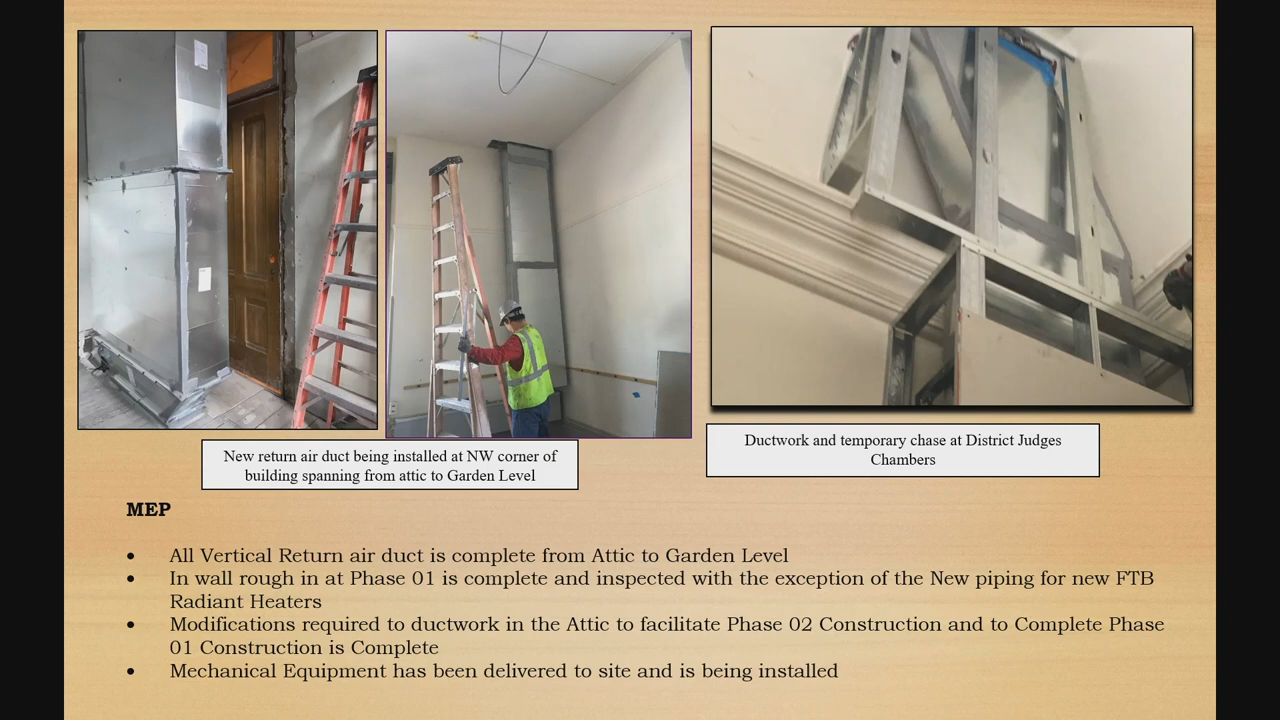 New return air duct being installed at NW corner of
building spanning from attic to Garden Level
Ductwork and temporary chase at District Judges
Chambers
MEP
• All Vertical Return air duct is complete from Attic to Garden Level
• In wall rough in at Phase 01 is complete and inspected with the exception of the New piping for new FTB
Radiant Heaters
• Modifications required to ductwork in the Attic to facilitate Phase 02 Construction and to Complete Phase
01 Construction is Complete
• Mechanical Equipment has been delivered to site and is being installed